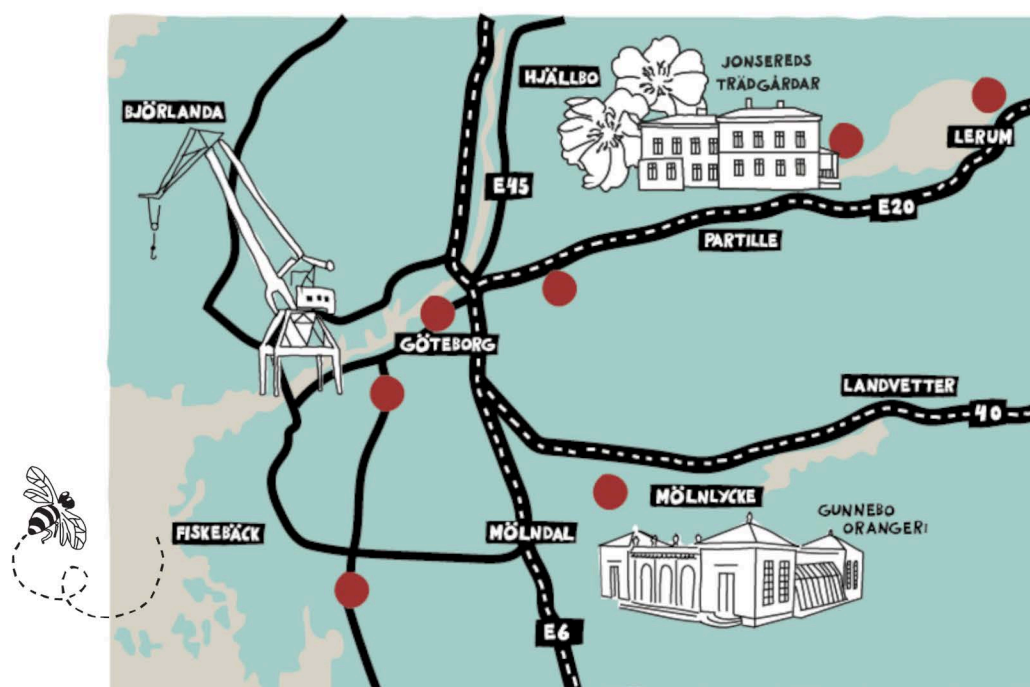 JONSEREDS
TRÄDGÅRDAR
HJÄLLBO
BJÖRLANDA
LERUM
E45
E20
PARTILLE
GÖTEBORG
LANDVETTER
40
MÖLNLYCKE
GUNNEBO
ORANGERI
FISKEBÄCK
MÖLNDAL
E6